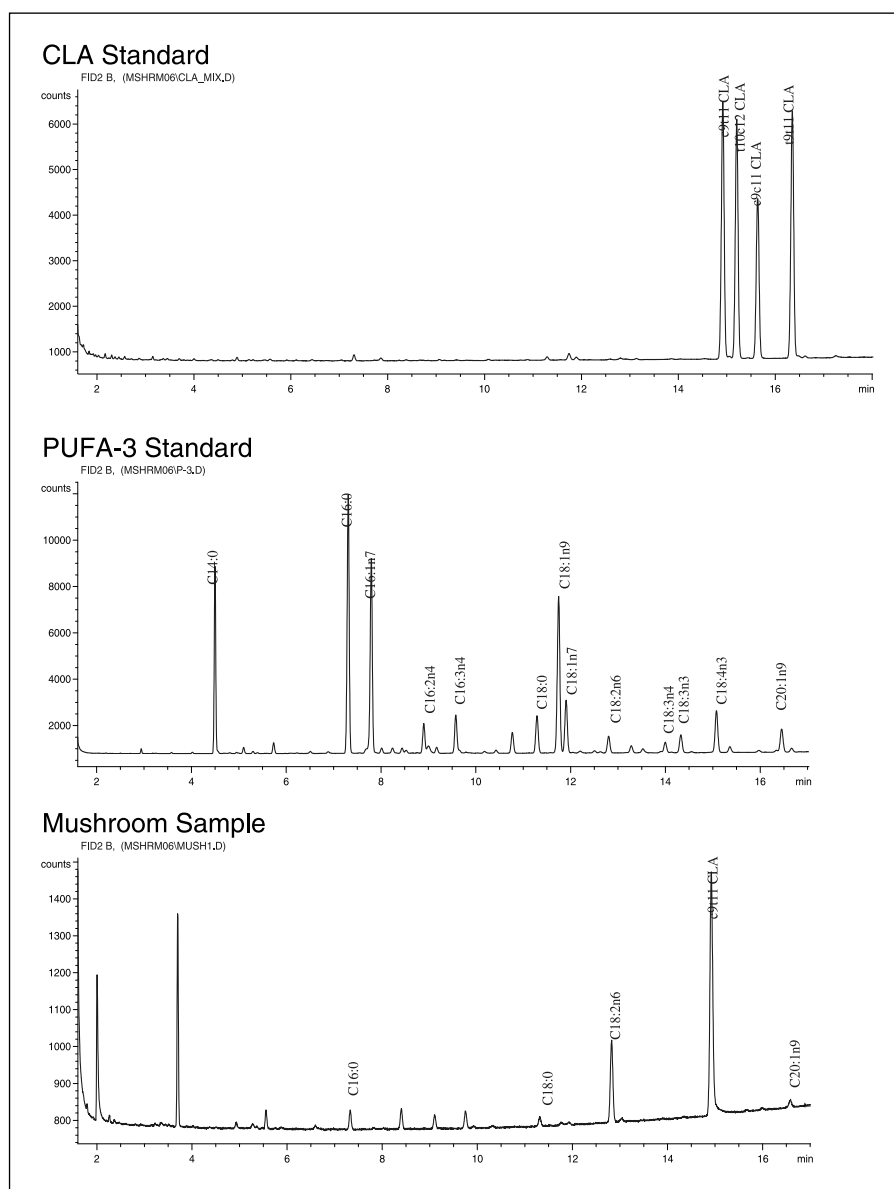 CLA Standard
FID2 B, (MSHRM06\CLA_MIX.D)
counts
6000
5000
4000
3000
2000
1000
c9t11 CLA
t10c12 CLA
c9c11 CLA
t9t11 CLA
2 4 6 8 10 12 14 16 min
PUFA-3 Standard
FID2 B, (MSHRM06\P-3.D)
counts
10000
8000
6000
4000
2000
C14:0
C16:0
C16:1n7
C16:2n4
C16:3n4
C18:0
C18:1n9
C18:1n7
C18:2n6
C18:3n4
C18:3n3
C18:4n3
C20:1n9
2 4 6 8 10 12 14 16 min
Mushroom Sample
FID2 B, (MSHRM06\MUSH1.D)
counts
1400
1300
1200
1100
1000
900
800
C16:0
C18:0
C18:2n6
c9t11 CLA
C20:1n9
2 4 6 8 10 12 14 16 min